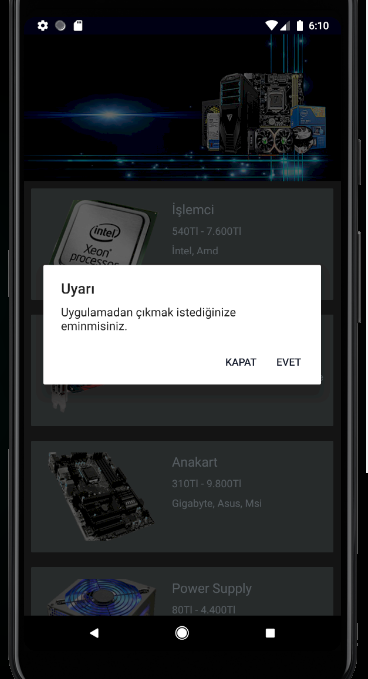 6:10
İşlemci
540Tl - 7.600Tl
İntel, Amd
intel
Xeon
processor
Uyarı
Uygulamadan çıkmak istediğinize
eminmisiniz.
KAPAT EVET
Anakart
310Tl - 9.800Tl
Gigabyte, Asus, Msi
Power Supply
80Tl - 4.400Tl